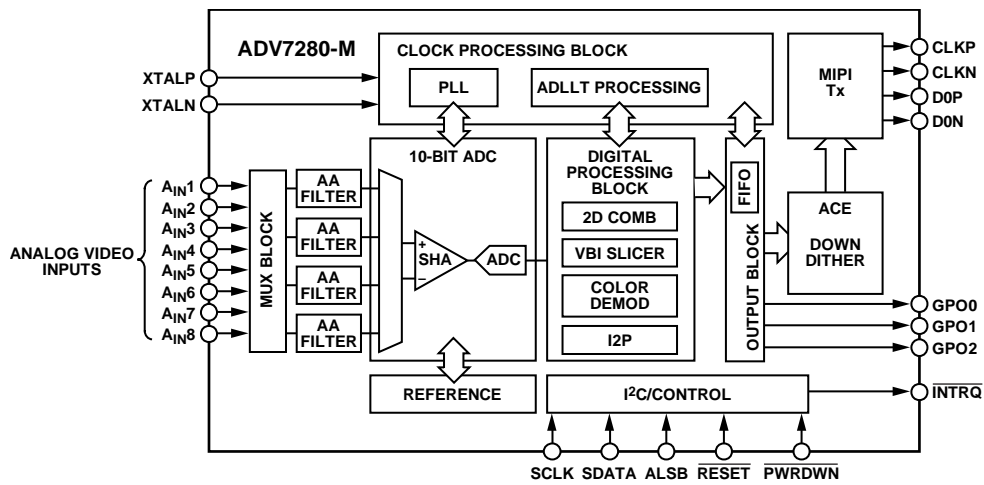 ADV7280-M
CLOCK PROCESSING BLOCK
PLL
ADLLT PROCESSING
XTALP
XTALN
MIPI
Tx
CLKP
CLKN
D0P
D0N
10-BIT ADC
DIGITAL
PROCESSING
BLOCK
2D COMB
VBI SLICER
COLOR
DEMOD
I2P
FIFO
OUTPUT BLOCK
ACE
DOWN
DITHER
ANALOG VIDEO
INPUTS
AIN1
AIN2
AIN3
AIN4
AIN5
AIN6
AIN7
AIN8
MUX BLOCK
AA
FILTER
AA
FILTER
AA
FILTER
AA
FILTER
+
SHA
–
ADC
GPO0
GPO1
GPO2
REFERENCE
I²C/CONTROL
INTRQ
SCLK
SDATA
ALSB
RESET
PWRDWN